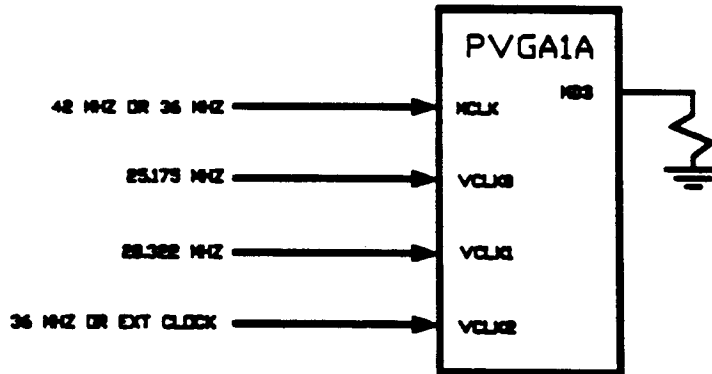 PVGA1A
MD3
42 MHZ OR 36 MHZ
MCLK
25.175 MHZ
VCLK0
28.322 MHZ
VCLK1
36 MHZ OR EXT CLOCK
VCLK2